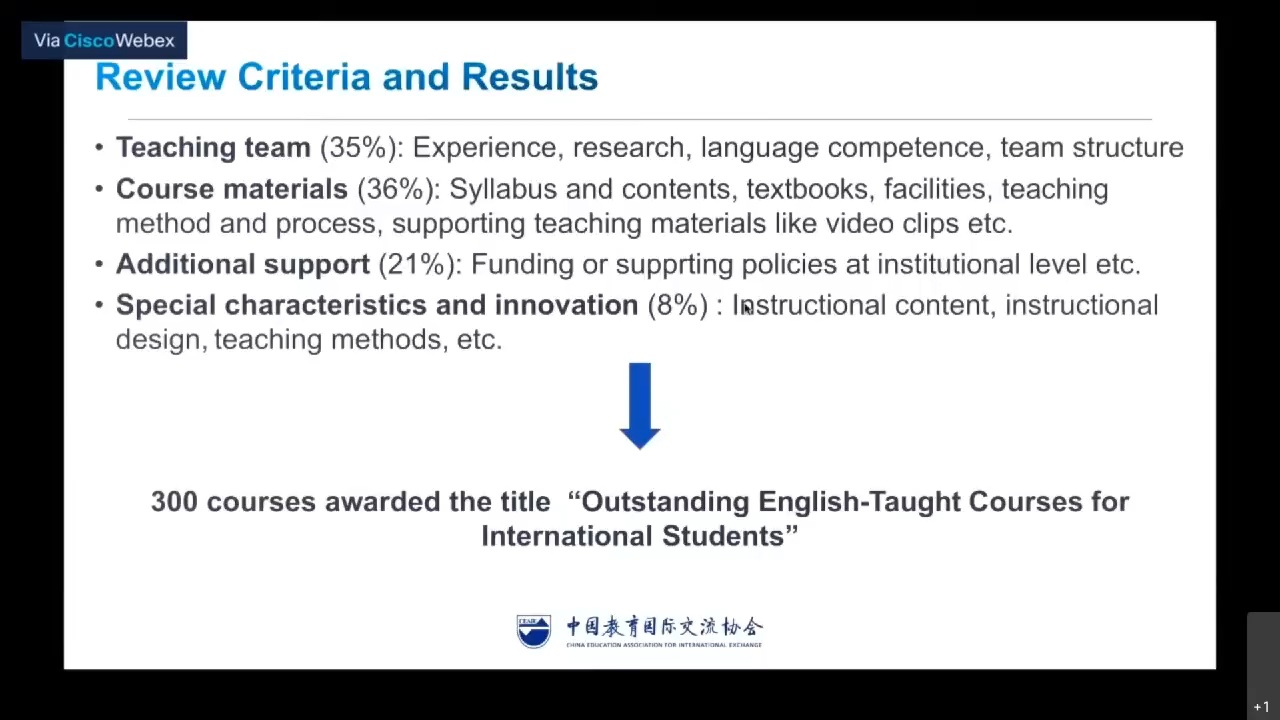 Via CiscoWebex
Review Criteria and Results
• Teaching team (35%): Experience, research, language competence, team structure
• Course materials (36%): Syllabus and contents, textbooks, facilities, teaching
method and process, supporting teaching materials like video clips etc.
• Additional support (21%): Funding or supprting policies at institutional level etc.
• Special characteristics and innovation (8%) : Instructional content, instructional
design, teaching methods, etc.
300 courses awarded the title “Outstanding English-Taught Courses for
International Students”
CEAIE
中国教育国际交流协会
CHINA EDUCATION ASSOCIATION FOR INTERNATIONAL EXCHANGE
+1